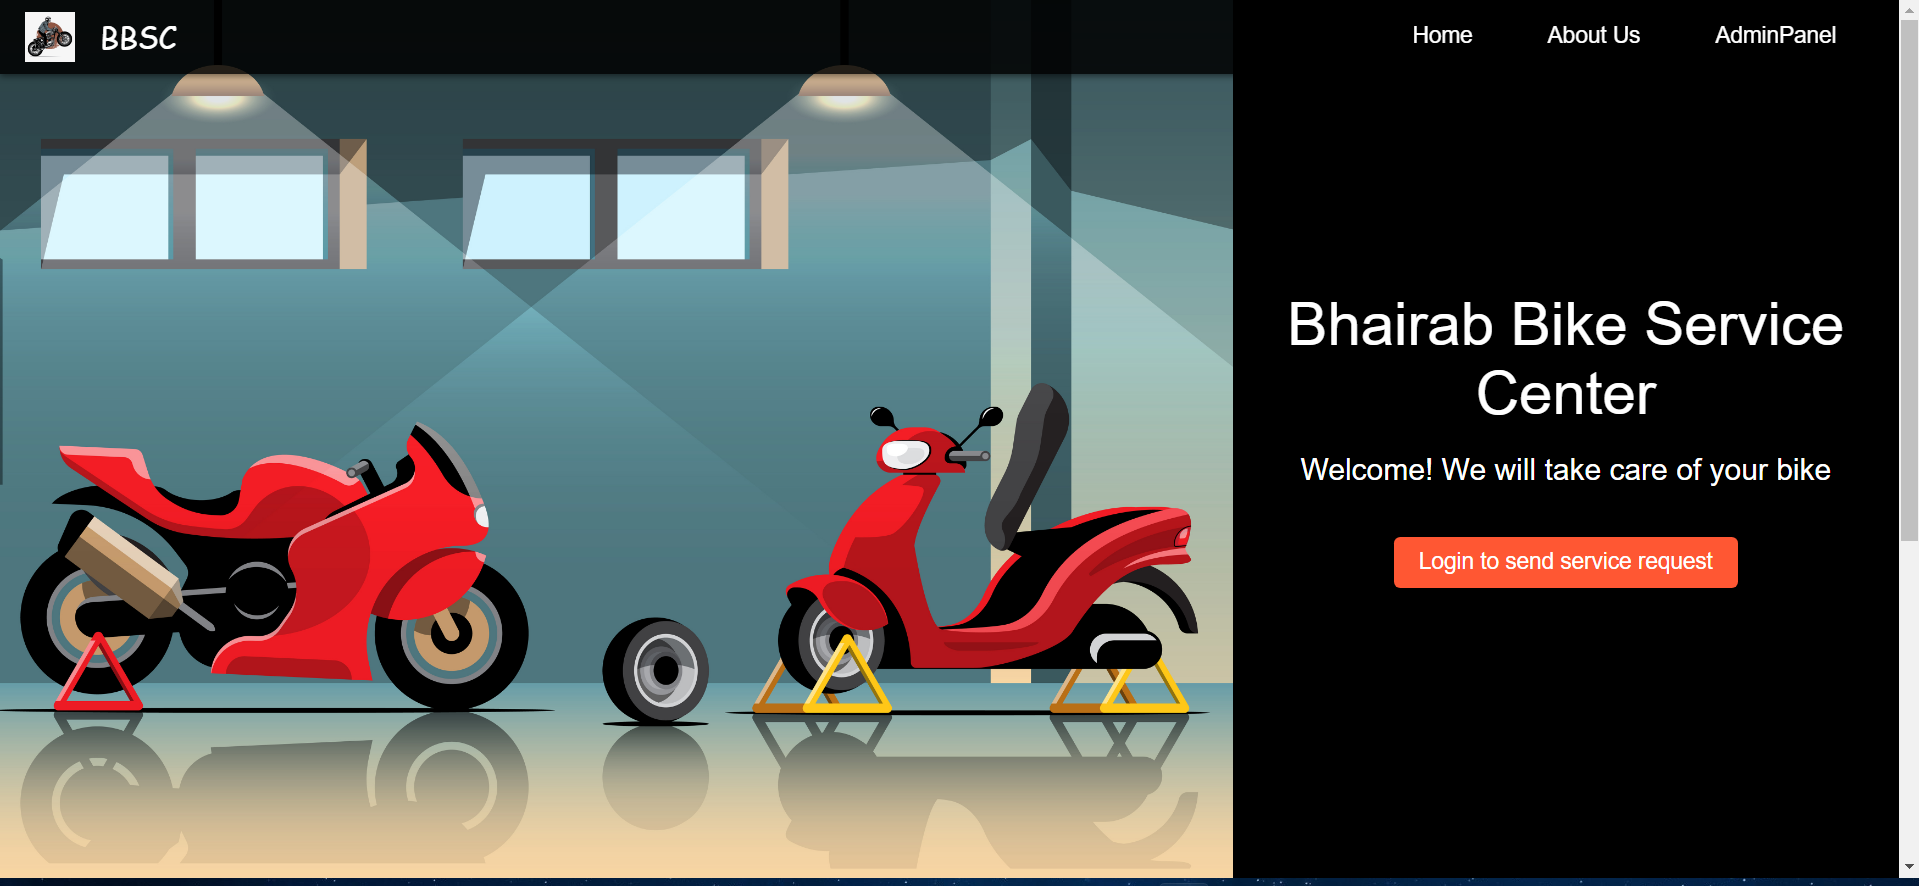 BBSC
Home
About Us
AdminPanel
Bhairab Bike Service
Center
Welcome! We will take care of your bike
Login to send service request